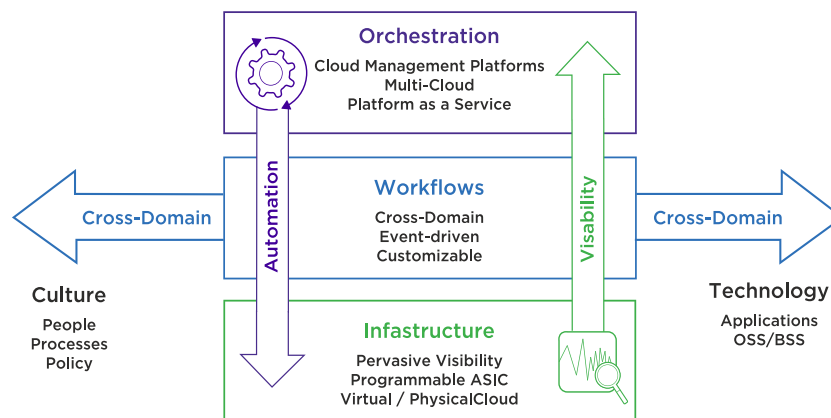 Orchestration
Cloud Management Platforms
Multi-Cloud
Platform as a Service
Automation
Visability
Workflows
Cross-Domain
Event-driven
Customizable
Cross-Domain
Cross-Domain
Culture
People
Processes
Policy
Technology
Applications
OSS/BSS
Infastructure
Pervasive Visibility
Programmable ASIC
Virtual / PhysicalCloud